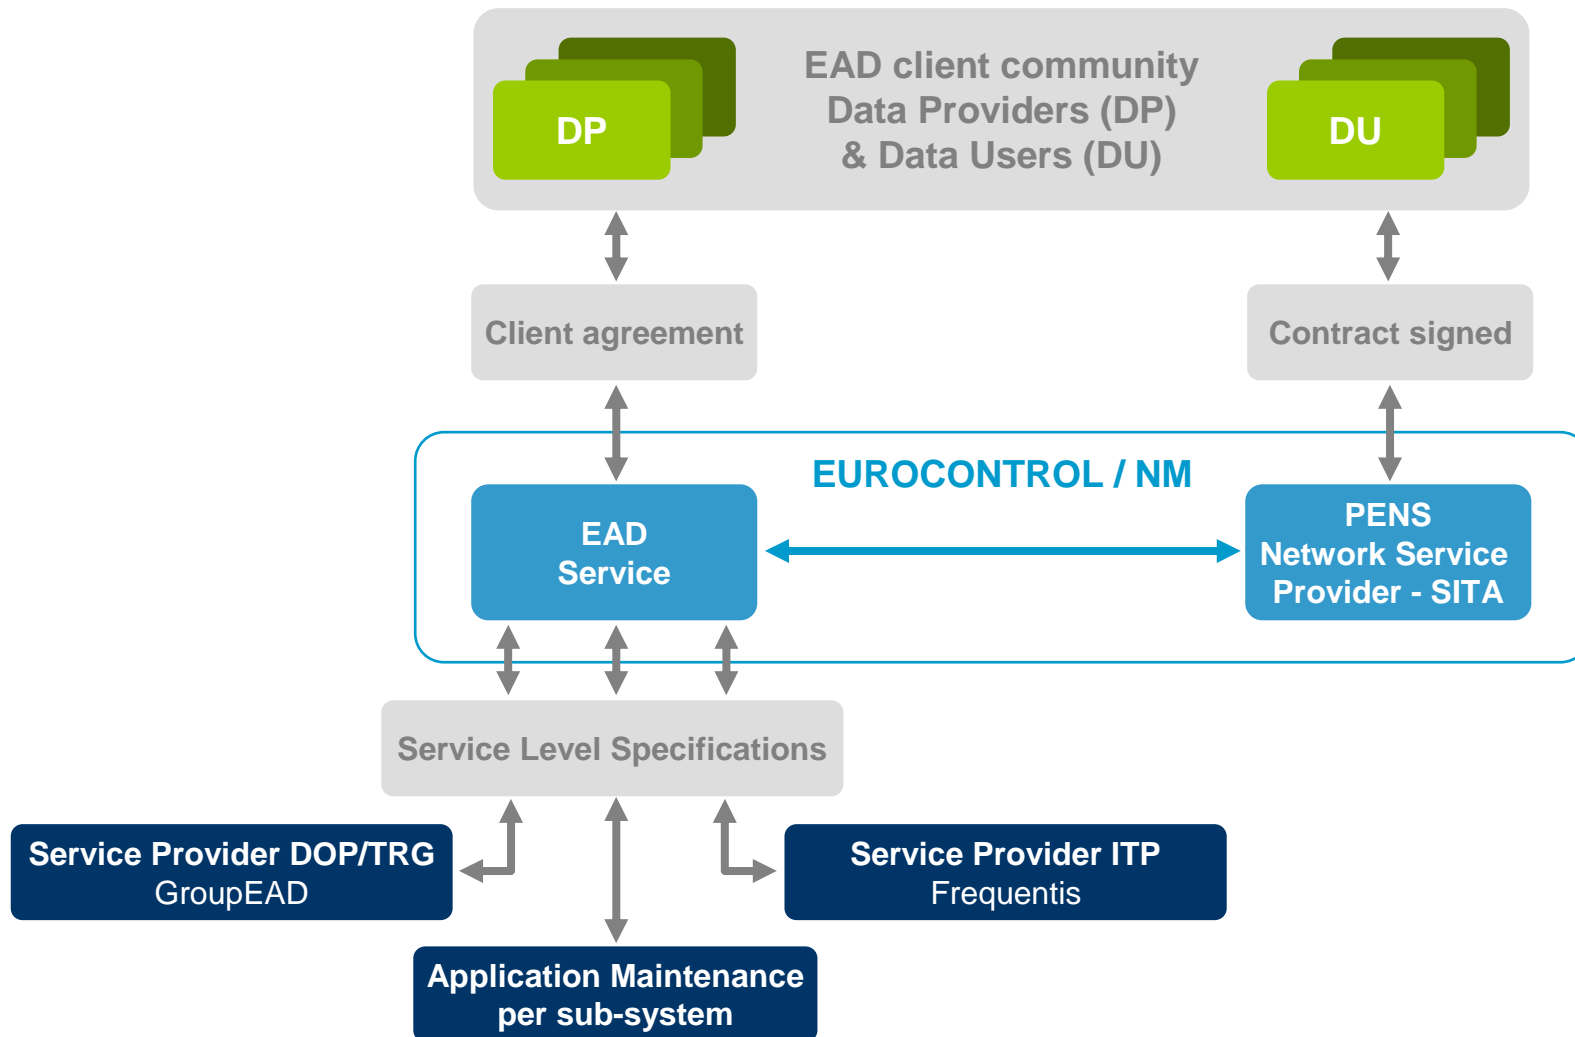 DP
EAD client community
Data Providers (DP)
& Data Users (DU)
DU
Client agreement
Contract signed
EUROCONTROL / NM
EAD
Service
PENS
Network Service
Provider - SITA
Service Level Specifications
Service Provider DOP/TRG
GroupEAD
Service Provider ITP
Frequentis
Application Maintenance
per sub-system